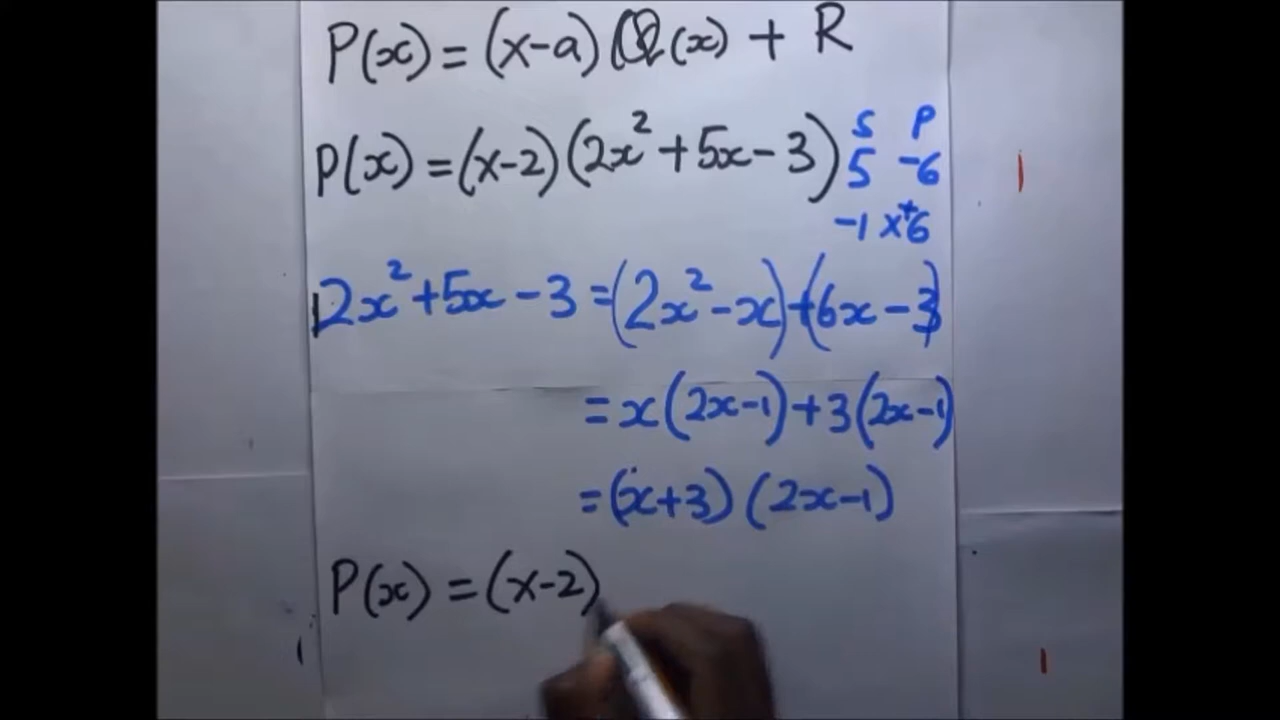 P(x) = (x-a) Q(x) + R
P(x) = (x-2) (2x² + 5x - 3)
S P
5 -6
-1 x +6
2x² + 5x - 3 = (2x² - x) + (6x - 3)
= x(2x-1) + 3(2x-1)
= (x+3) (2x-1)
P(x) = (x-2)